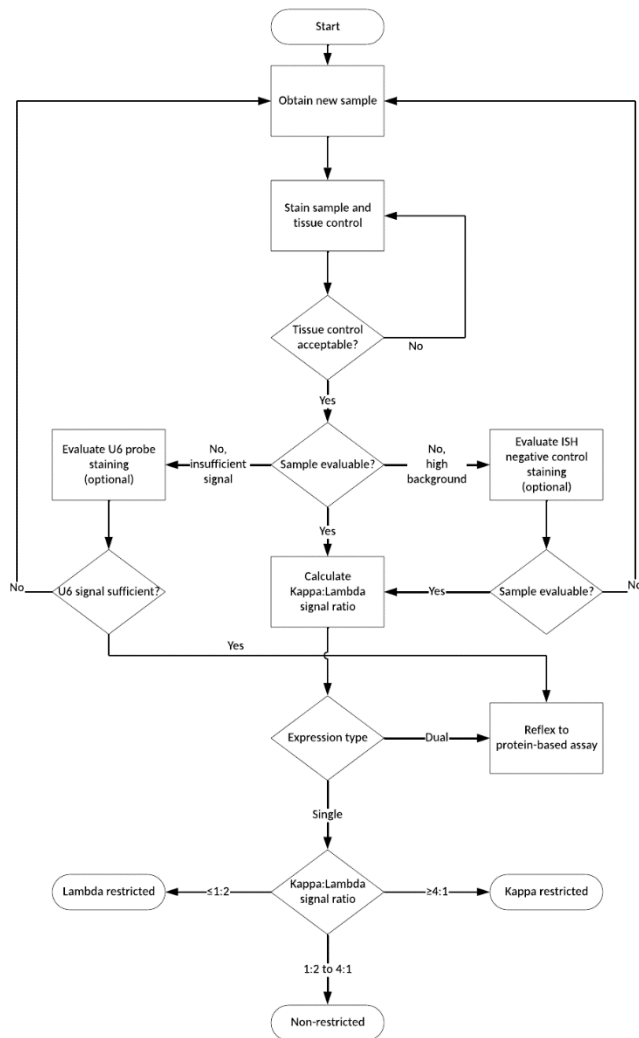 Start
Obtain new sample
Stain sample and
tissue control
Tissue control
acceptable?
No
Yes
Evaluate U6 probe
staining
(optional)
No,
insufficient
signal
Sample evaluable?
No,
high
background
Evaluate ISH
negative control
staining
(optional)
Yes
No
U6 signal sufficient?
Calculate
Kappa:Lambda
signal ratio
Yes
Sample evaluable?
No
Yes
Expression type
Dual
Reflex to
protein-based assay
Single
Lambda restricted
≤1:2
Kappa:Lambda
signal ratio
≥4:1
Kappa restricted
1:2 to 4:1
Non-restricted